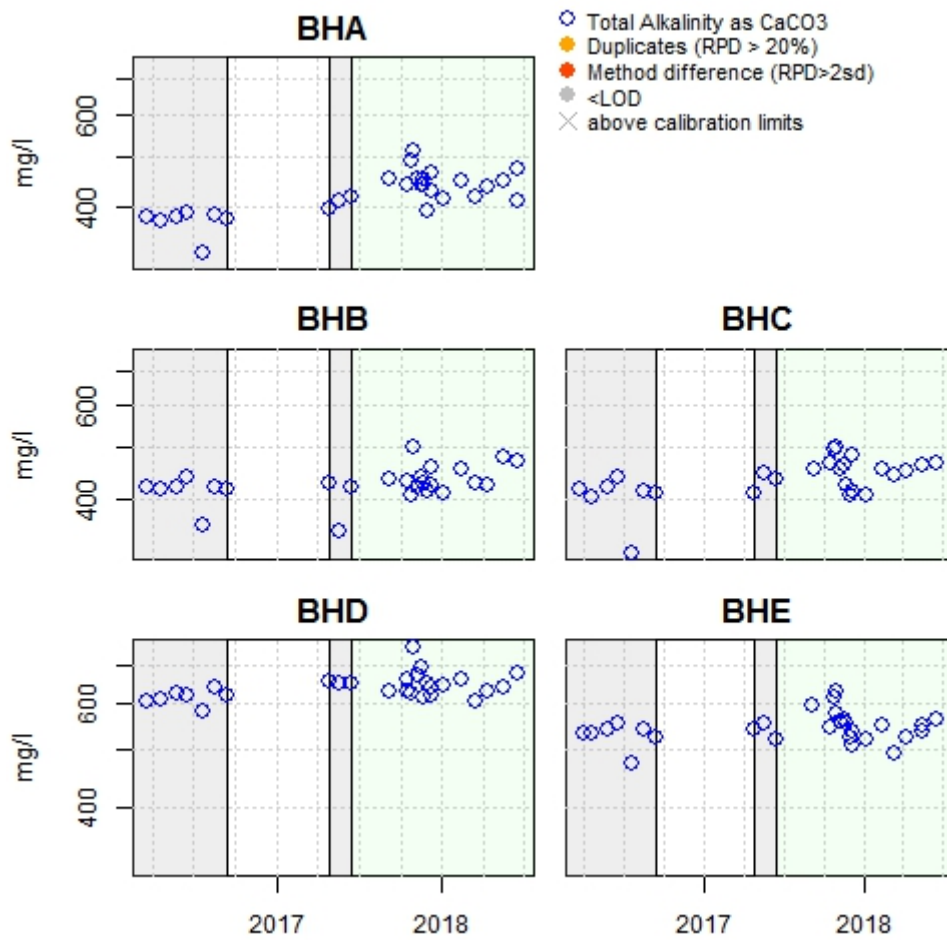 BHA
Total Alkalinity as CaCO3
Duplicates (RPD > 20%)
Method difference (RPD>2sd)
<LOD
above calibration limits
mg/l
600
400
BHB
BHC
mg/l
600
400
BHD
BHE
mg/l
600
400
2017
2018
2017
2018